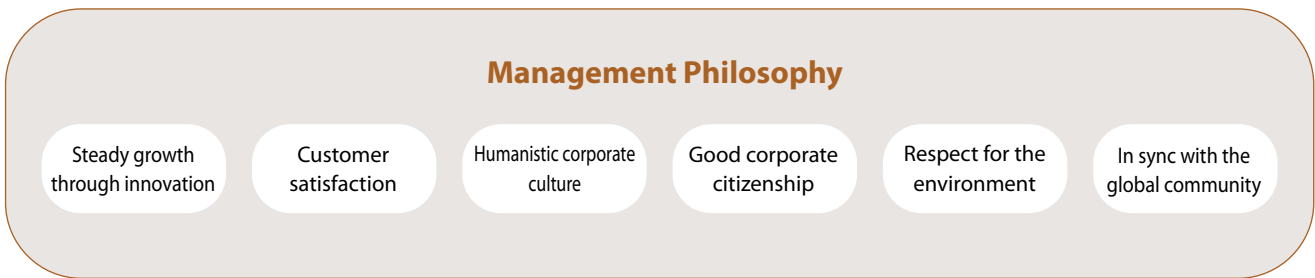 Management Philosophy
Steady growth
through innovation
Customer
satisfaction
Humanistic corporate
culture
Good corporate
citizenship
Respect for the
environment
In sync with the
global community